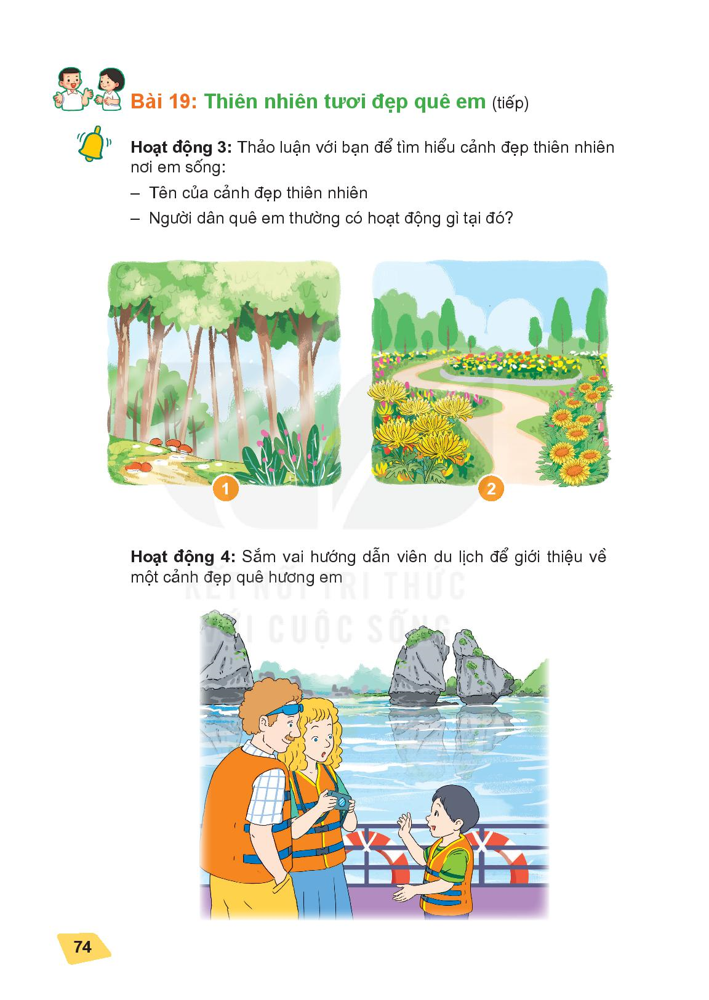 Bài 19: Thiên nhiên tươi đẹp quê em (tiếp)
Hoạt động 3: Thảo luận với bạn để tìm hiểu cảnh đẹp thiên nhiên
nơi em sống:
– Tên của cảnh đẹp thiên nhiên
– Người dân quê em thường có hoạt động gì tại đó?
1
2
Hoạt động 4: Sắm vai hướng dẫn viên du lịch để giới thiệu về
một cảnh đẹp quê hương em
KẾT NỐI TRI THỨC
VỚI CUỘC SỐNG
74